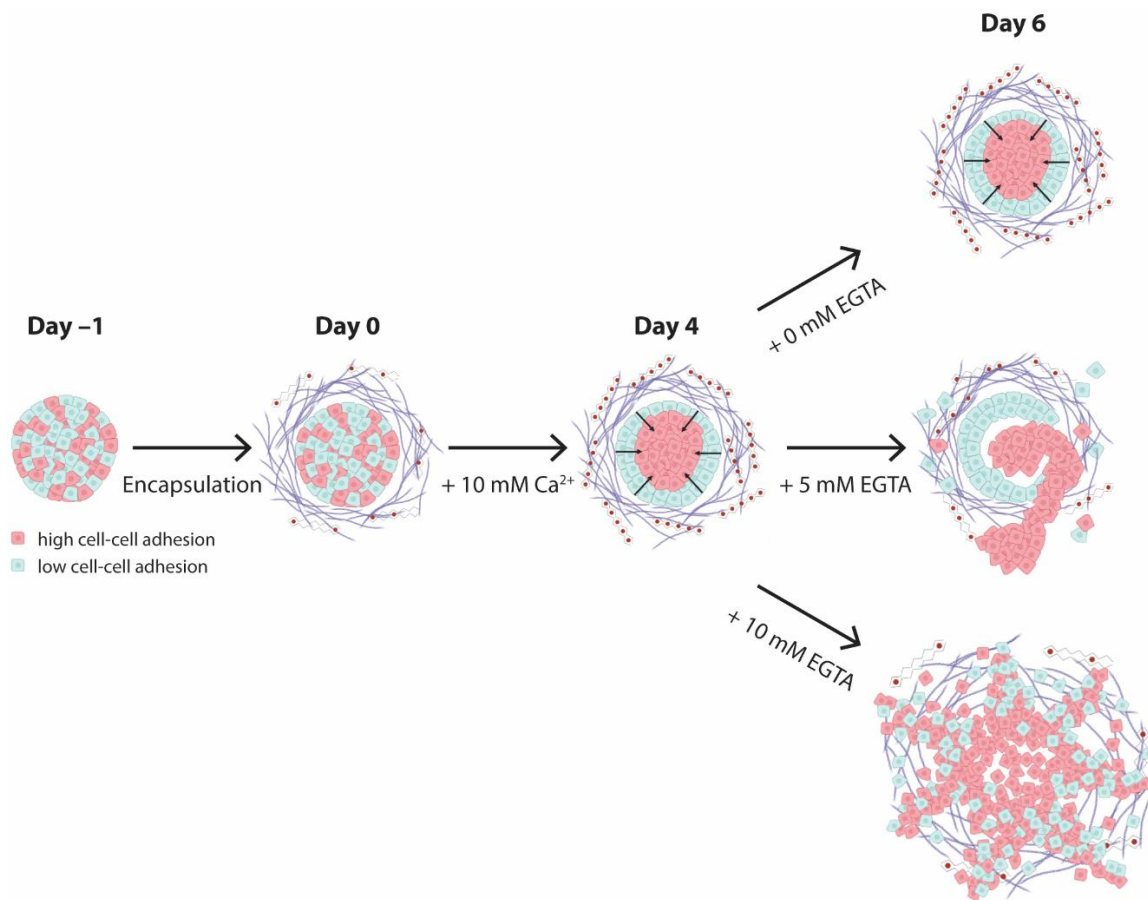 Day 6
+ 0 mM EGTA
Day –1
Day 0
Day 4
Encapsulation
+ 10 mM Ca²⁺
+ 5 mM EGTA
high cell-cell adhesion
low cell-cell adhesion
+ 10 mM EGTA